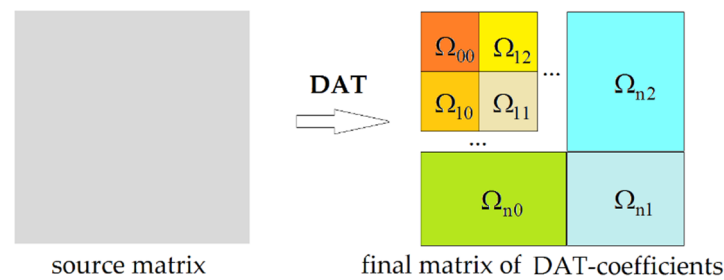 DAT
Ω00 Ω12 ... Ωn2
Ω10 Ω11
...
Ωn0 Ωn1
source matrix
final matrix of DAT-coefficients